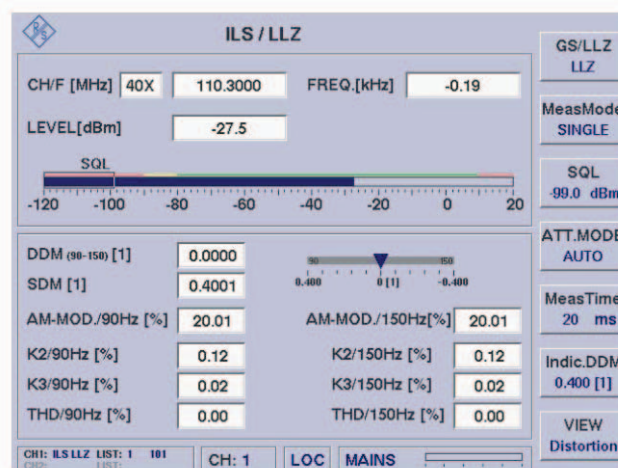 R S
ILS / LLZ
CH/F [MHz] 40X 110.3000 FREQ.[kHz] -0.19
LEVEL[dBm] -27.5
SQL
-120 -100 -80 -60 -40 -20 0 20
DDM (90-150) [1] 0.0000
90 150
0.400 0 [1] -0.400
SDM [1] 0.4001
AM-MOD./90Hz [%] 20.01 AM-MOD./150Hz[%] 20.01
K2/90Hz [%] 0.12 K2/150Hz [%] 0.12
K3/90Hz [%] 0.02 K3/150Hz [%] 0.02
THD/90Hz [%] 0.00 THD/150Hz [%] 0.00
CH1: ILS LLZ LIST: 1 101
CH2: LIST:
CH: 1 LOC MAINS
GS/LLZ
LLZ
MeasMode
SINGLE
SQL
-99.0 dBm
ATT.MODE
AUTO
MeasTime
20 ms
Indic.DDM
0.400 [1]
VIEW
Distortion